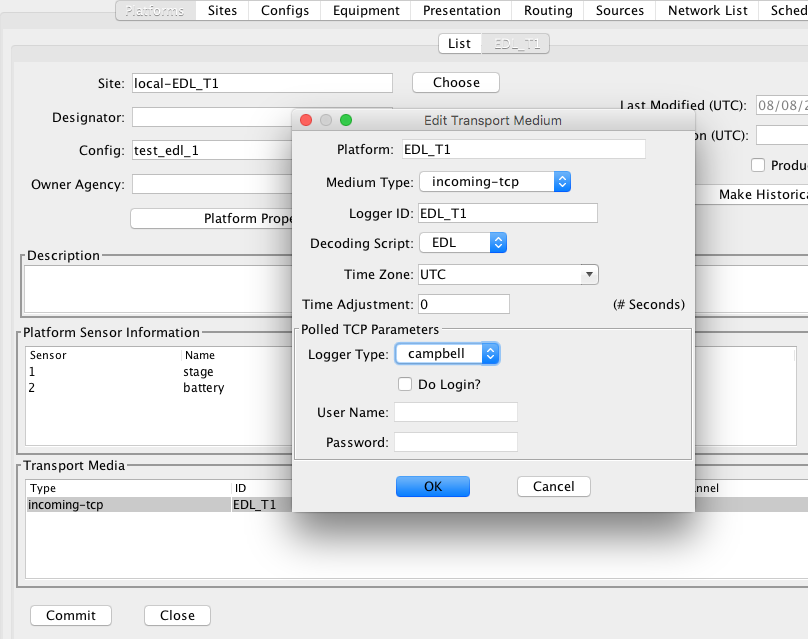 Platforms Sites Configs Equipment Presentation Routing Sources Network List Sched
List EDL_T1
Site: local-EDL_T1 Choose
Last Modified (UTC): 08/08/2
Designator:
on (UTC):
Config: test_edl_1
Produ
Owner Agency:
Make Historica
Platform Prope
Description
Platform Sensor Information
Sensor Name
1 stage
2 battery
Transport Media
Type ID nnel
incoming-tcp EDL_T1
Commit Close
Edit Transport Medium
Platform: EDL_T1
Medium Type: incoming-tcp
Logger ID: EDL_T1
Decoding Script: EDL
Time Zone: UTC
Time Adjustment: 0 (# Seconds)
Polled TCP Parameters
Logger Type: campbell
Do Login?
User Name:
Password:
OK Cancel